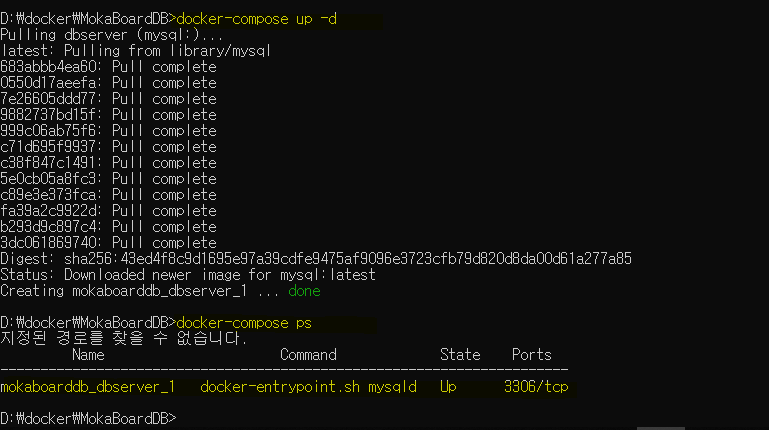 D:\docker\MokaBoardDB>docker-compose up -d
Pulling dbserver (mysql:)...
latest: Pulling from library/mysql
683abbb4ea60: Pull complete
0550d17aeefa: Pull complete
7e26605ddd77: Pull complete
9882737bd15f: Pull complete
999c06ab75f6: Pull complete
c71d695f9937: Pull complete
c38f847c1491: Pull complete
5e0cb05a8fc3: Pull complete
c89e3e373fca: Pull complete
fa39a2c9922d: Pull complete
b293d9c897c4: Pull complete
3dc061869740: Pull complete
Digest: sha256:43ed4f8c9d1695e97a39cdfe9475af9096e3723cfb79d820d8da00d61a277a85
Status: Downloaded newer image for mysql:latest
Creating mokaboarddb_dbserver_1 ... done
D:\docker\MokaBoardDB>docker-compose ps
지정된 경로를 찾을 수 없습니다.
Name Command State Ports
-----------------------------------------------------------------------
mokaboarddb_dbserver_1 docker-entrypoint.sh mysqld Up 3306/tcp
D:\docker\MokaBoardDB>